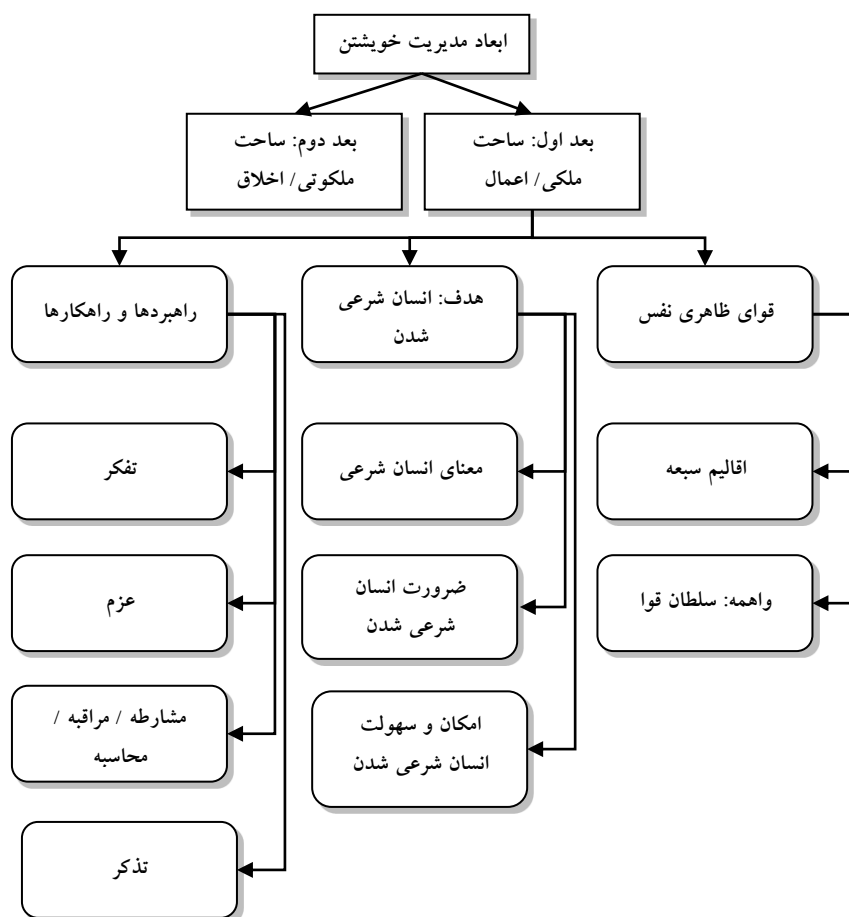 ابعاد مدیریت خویشتن
بعد اول: ساحت
ملکی/ اعمال
بعد دوم: ساحت
ملکوتی/ اخلاق
قوای ظاهری نفس
هدف: انسان شرعی
شدن
راهبردها و راهکارها
اقالیم سبعه
معنای انسان شرعی
تفکر
واهمه: سلطان قوا
ضرورت انسان
شرعی شدن
عزم
امکان و سهولت
انسان شرعی شدن
مشارطه / مراقبه /
محاسبه
تذکر